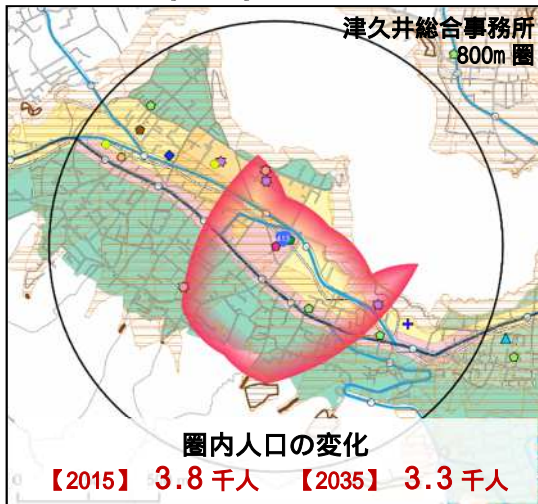 津久井総合事務所
800m 圏
圏内人口の変化
【2015】 3.8 千人 【2035】 3.3 千人